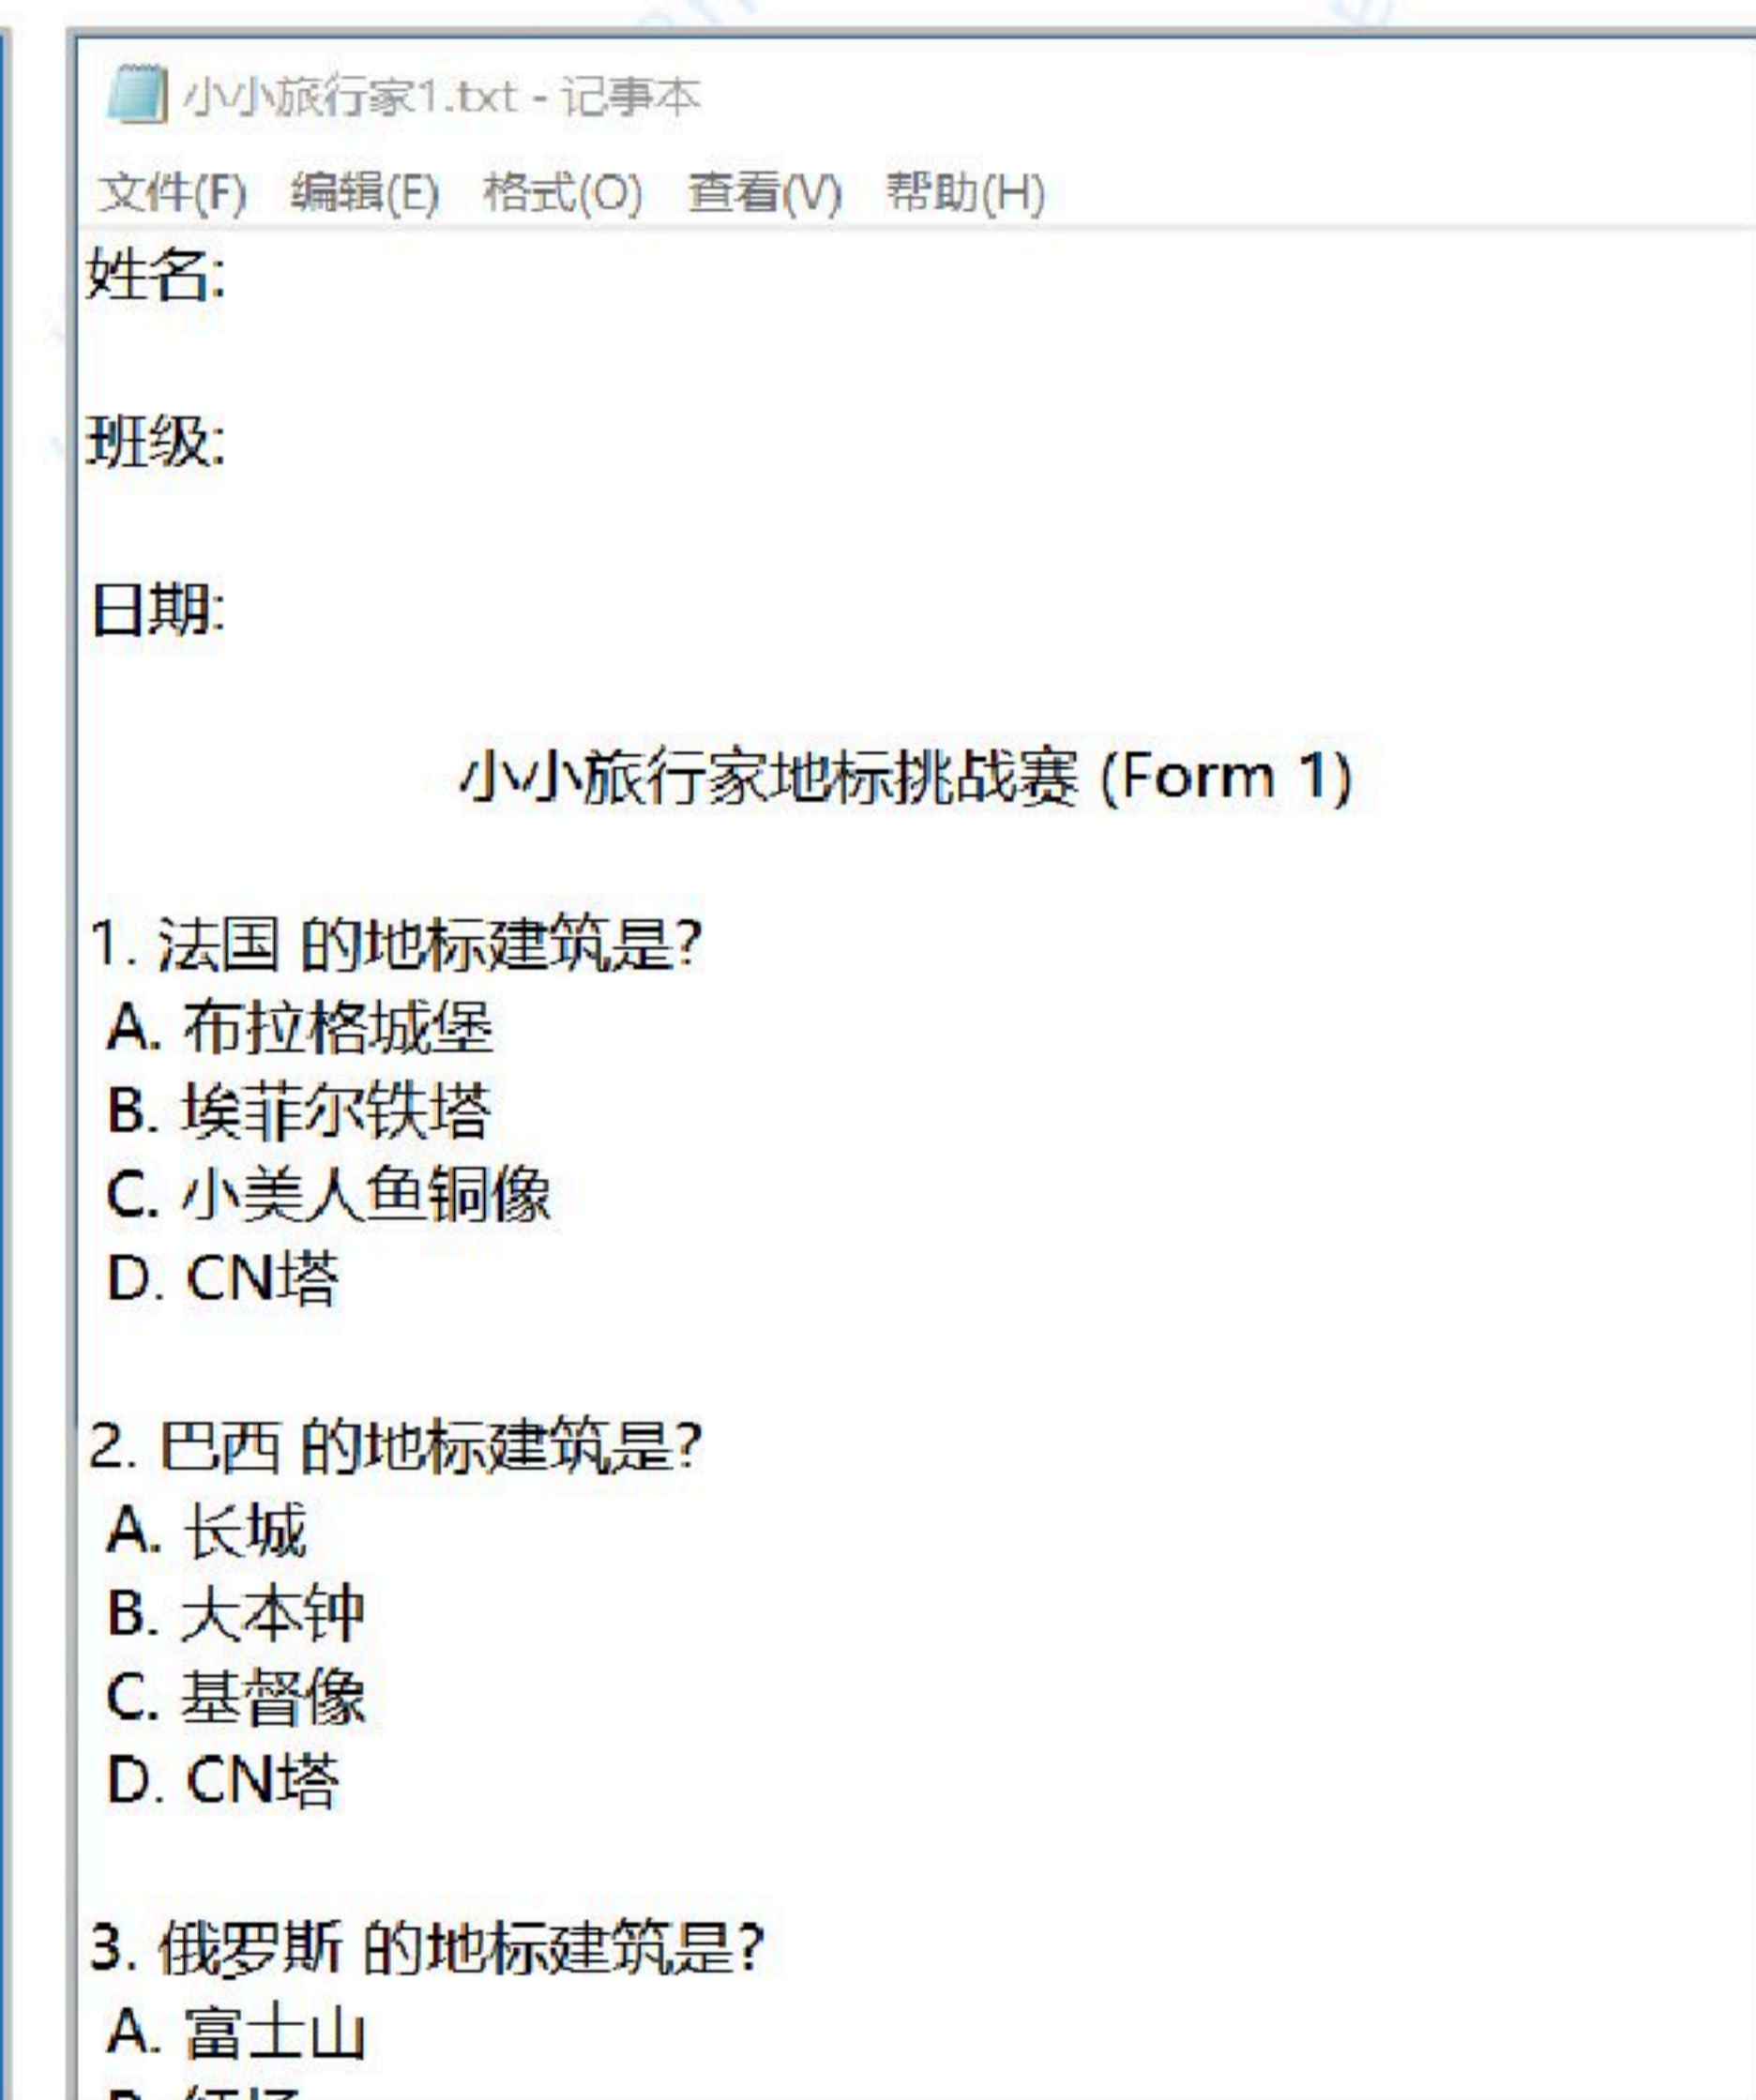 小小旅行家1.txt - 记事本
文件(F) 编辑(E) 格式(O) 查看(V) 帮助(H)
姓名:
班级:
日期:
小小旅行家地标挑战赛 (Form 1)
1. 法国 的地标建筑是?
A. 布拉格城堡
B. 埃菲尔铁塔
C. 小美人鱼铜像
D. CN塔
2. 巴西 的地标建筑是?
A. 长城
B. 大本钟
C. 基督像
D. CN塔
3. 俄罗斯 的地标建筑是?
A. 富士山